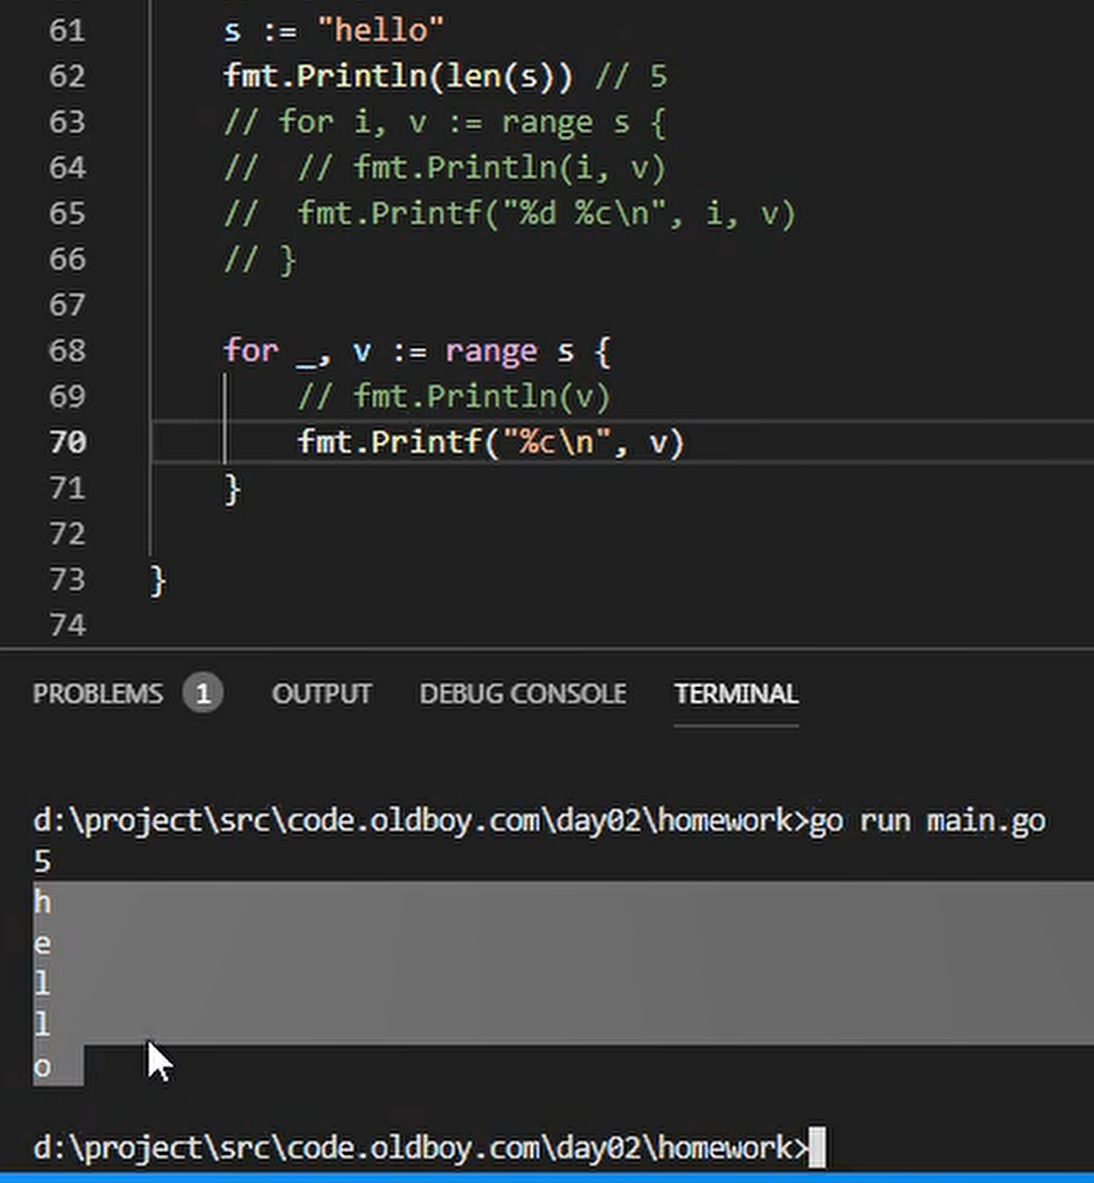 61 s := "hello"
62 fmt.Println(len(s)) // 5
63 // for i, v := range s {
64 //  // fmt.Println(i, v)
65 //  fmt.Printf("%d %c\n", i, v)
66 // }
67
68 for _, v := range s {
69 // fmt.Println(v)
70 fmt.Printf("%c\n", v)
71 }
72
73 }
74
PROBLEMS 1 OUTPUT DEBUG CONSOLE TERMINAL
d:\project\src\code.oldboy.com\day02\homework>go run main.go
5
h
e
l
l
o
d:\project\src\code.oldboy.com\day02\homework>